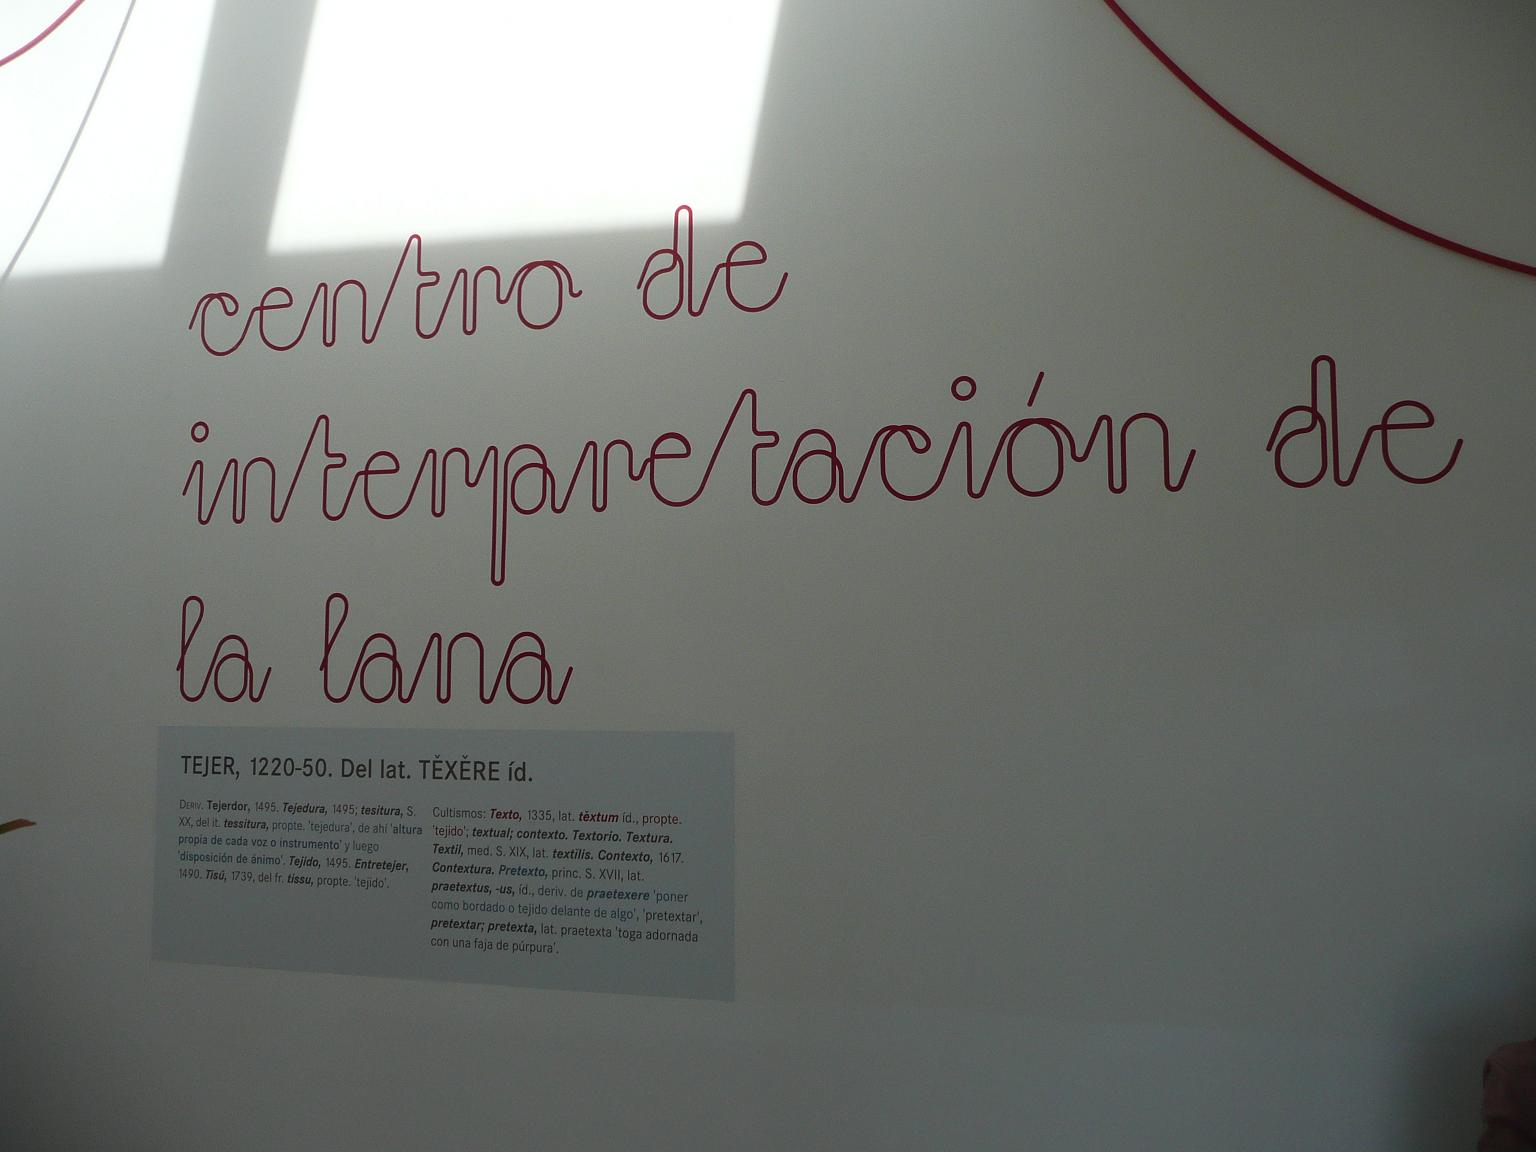 centro de
interpretación de
la lana
TEJER, 1220-50. Del lat. TĚXĚRE íd.
Deriv. Tejerdor, 1495. Tejedura, 1495; tesitura, S.
XX, del it. tessitura, propte. 'tejedura', de ahí 'altura
propia de cada voz o instrumento' y luego
'disposición de ánimo'. Tejido, 1495. Entretejer,
1490. Tisú, 1739, del fr. tissu, propte. 'tejido'.
Cultismos: Texto, 1335, lat. těxtum íd., propte.
'tejido'; textual; contexto. Textorio. Textura.
Textil, med. S. XIX, lat. textilis. Contexto, 1617.
Contextura. Pretexto, princ. S. XVII, lat.
praetextus, -us, íd., deriv. de praetexere 'poner
como bordado o tejido delante de algo', 'pretextar',
pretextar; pretexta, lat. praetexta 'toga adornada
con una faja de púrpura'.